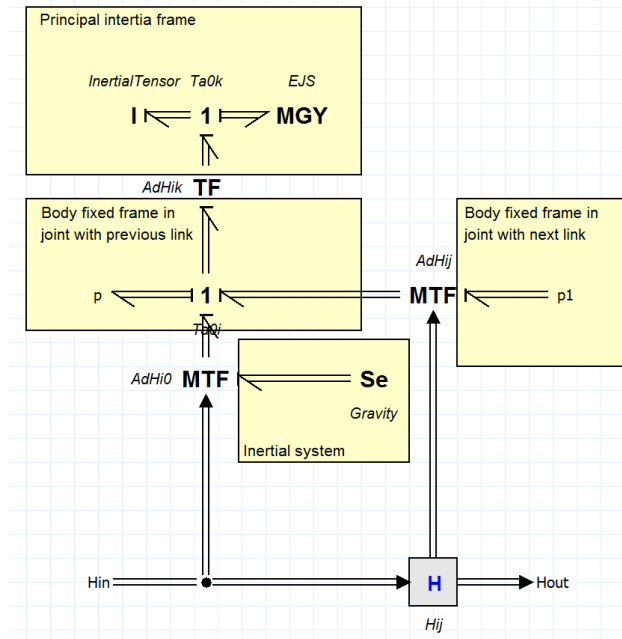 Principal intertia frame
InertialTensor Ta0k EJS
I 1 MGY
AdHik TF
Body fixed frame in
joint with previous link
Body fixed frame in
joint with next link
AdHij
p 1 MTF p1
Ta0i
AdHi0 MTF Se
Gravity
Inertial system
Hin H Hout
Hij